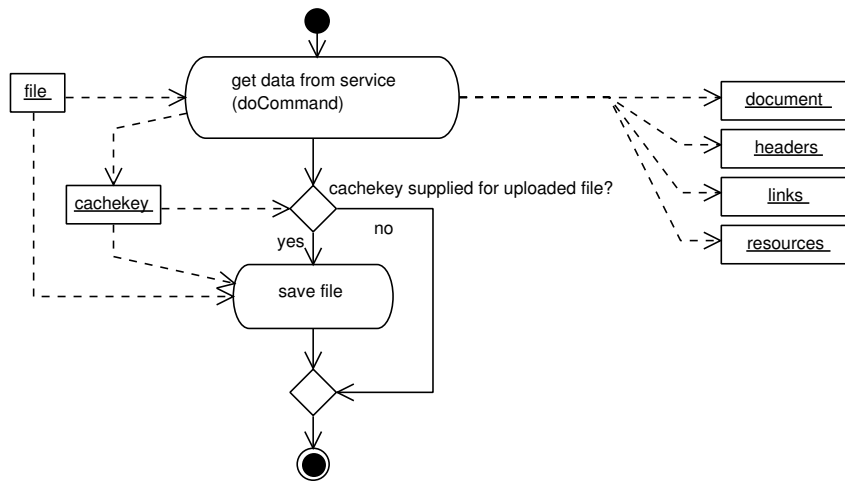 get data from service
(doCommand)
file
document
headers
cachekey supplied for uploaded file?
links
cachekey
no
yes
resources
save file